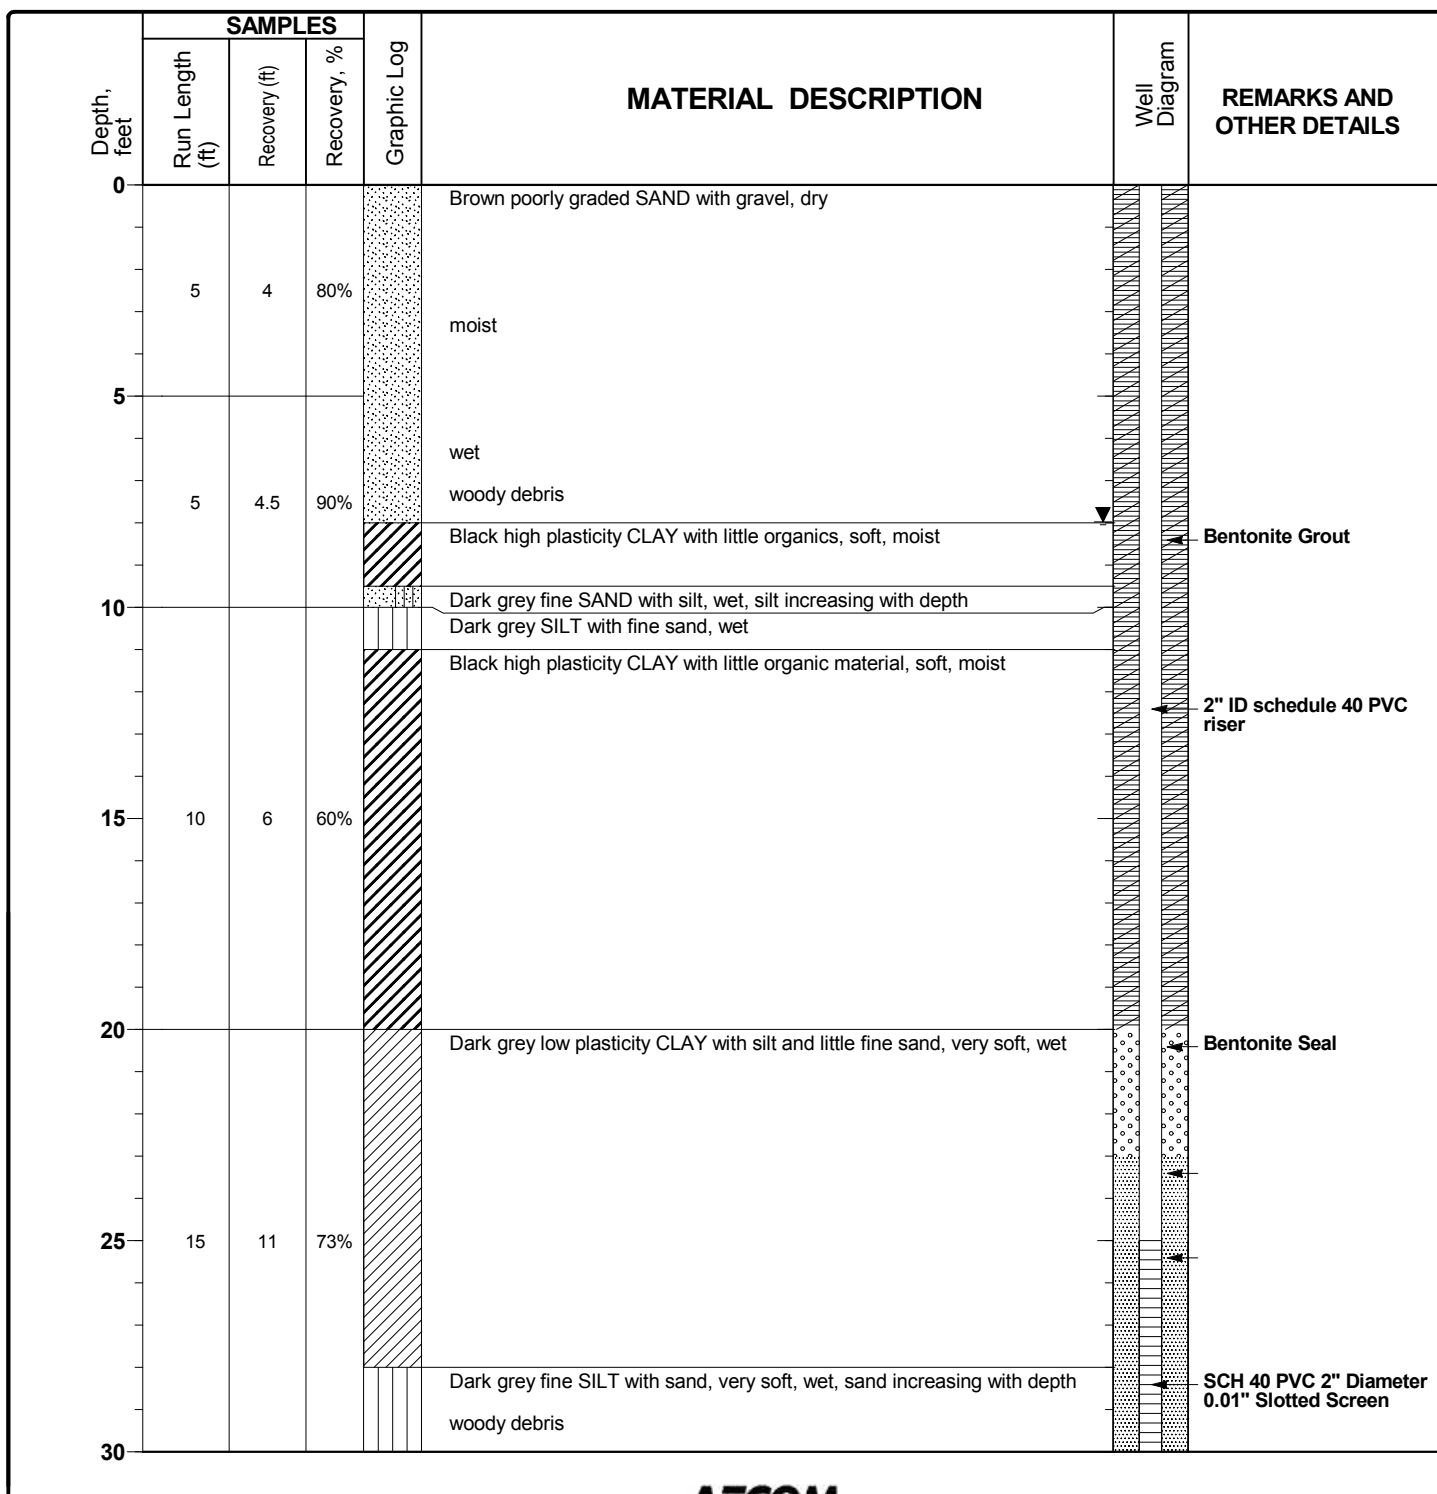 SAMPLES
Depth,
feet
Run Length
(ft)
Recovery (ft)
Recovery, %
Graphic Log
MATERIAL DESCRIPTION
Well
Diagram
REMARKS AND
OTHER DETAILS
0
Brown poorly graded SAND with gravel, dry
5 4 80%
moist
5
wet
woody debris
5 4.5 90%
Black high plasticity CLAY with little organics, soft, moist
Bentonite Grout
Dark grey fine SAND with silt, wet, silt increasing with depth
10
Dark grey SILT with fine sand, wet
Black high plasticity CLAY with little organic material, soft, moist
2" ID schedule 40 PVC
riser
15
10 6 60%
20
Dark grey low plasticity CLAY with silt and little fine sand, very soft, wet
Bentonite Seal
25
15 11 73%
Dark grey fine SILT with sand, very soft, wet, sand increasing with depth
SCH 40 PVC 2" Diameter
0.01" Slotted Screen
woody debris
30
AECOM